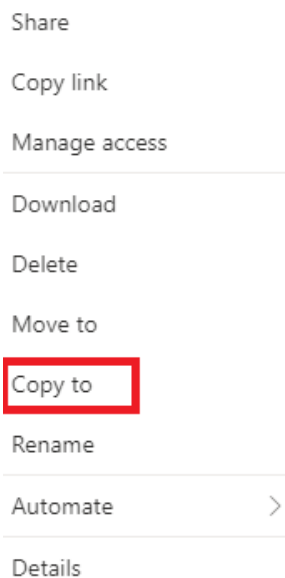 Share
Copy link
Manage access
Download
Delete
Move to
Copy to
Rename
Automate
Details